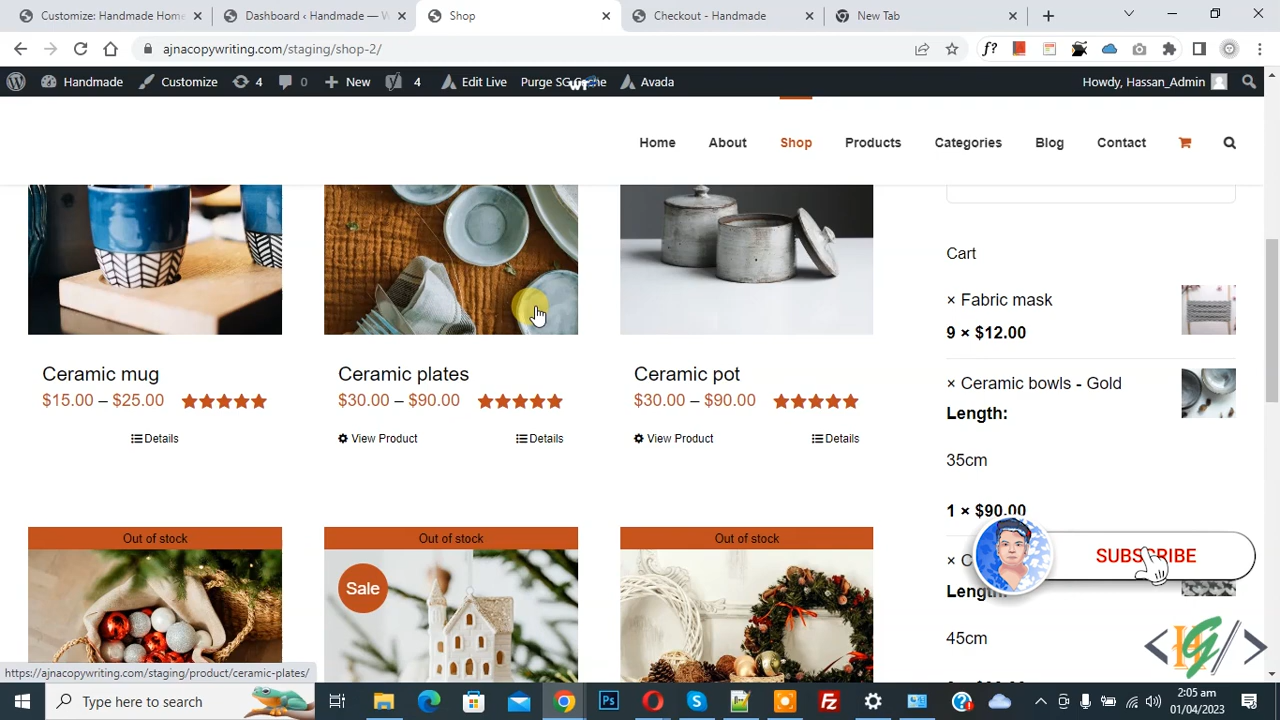 Customize: Handmade Home
Dashboard ‹ Handmade — W
Shop
Checkout - Handmade
New Tab
ajnacopywriting.com/staging/shop-2/
f?
Handmade
Customize
4
0
New
4
Edit Live
Purge SG Cache
Avada
Howdy, Hassan_Admin
Home
About
Shop
Products
Categories
Blog
Contact
Cart
× Fabric mask
9 × $12.00
× Ceramic bowls - Gold
Length:
35cm
1 × $90.00
Ceramic mug
$15.00 – $25.00
Details
Ceramic plates
$30.00 – $90.00
View Product
Details
Ceramic pot
$30.00 – $90.00
View Product
Details
Out of stock
Out of stock
Out of stock
Sale
SUBSCRIBE
Length:
45cm
https://ajnacopywriting.com/staging/product/ceramic-plates/
Type here to search
Ps
2:05 am
01/04/2023